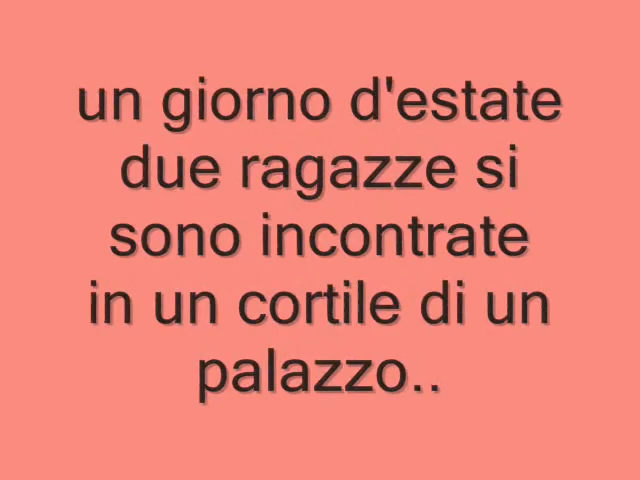 un giorno d'estate
due ragazze si
sono incontrate
in un cortile di un
palazzo..